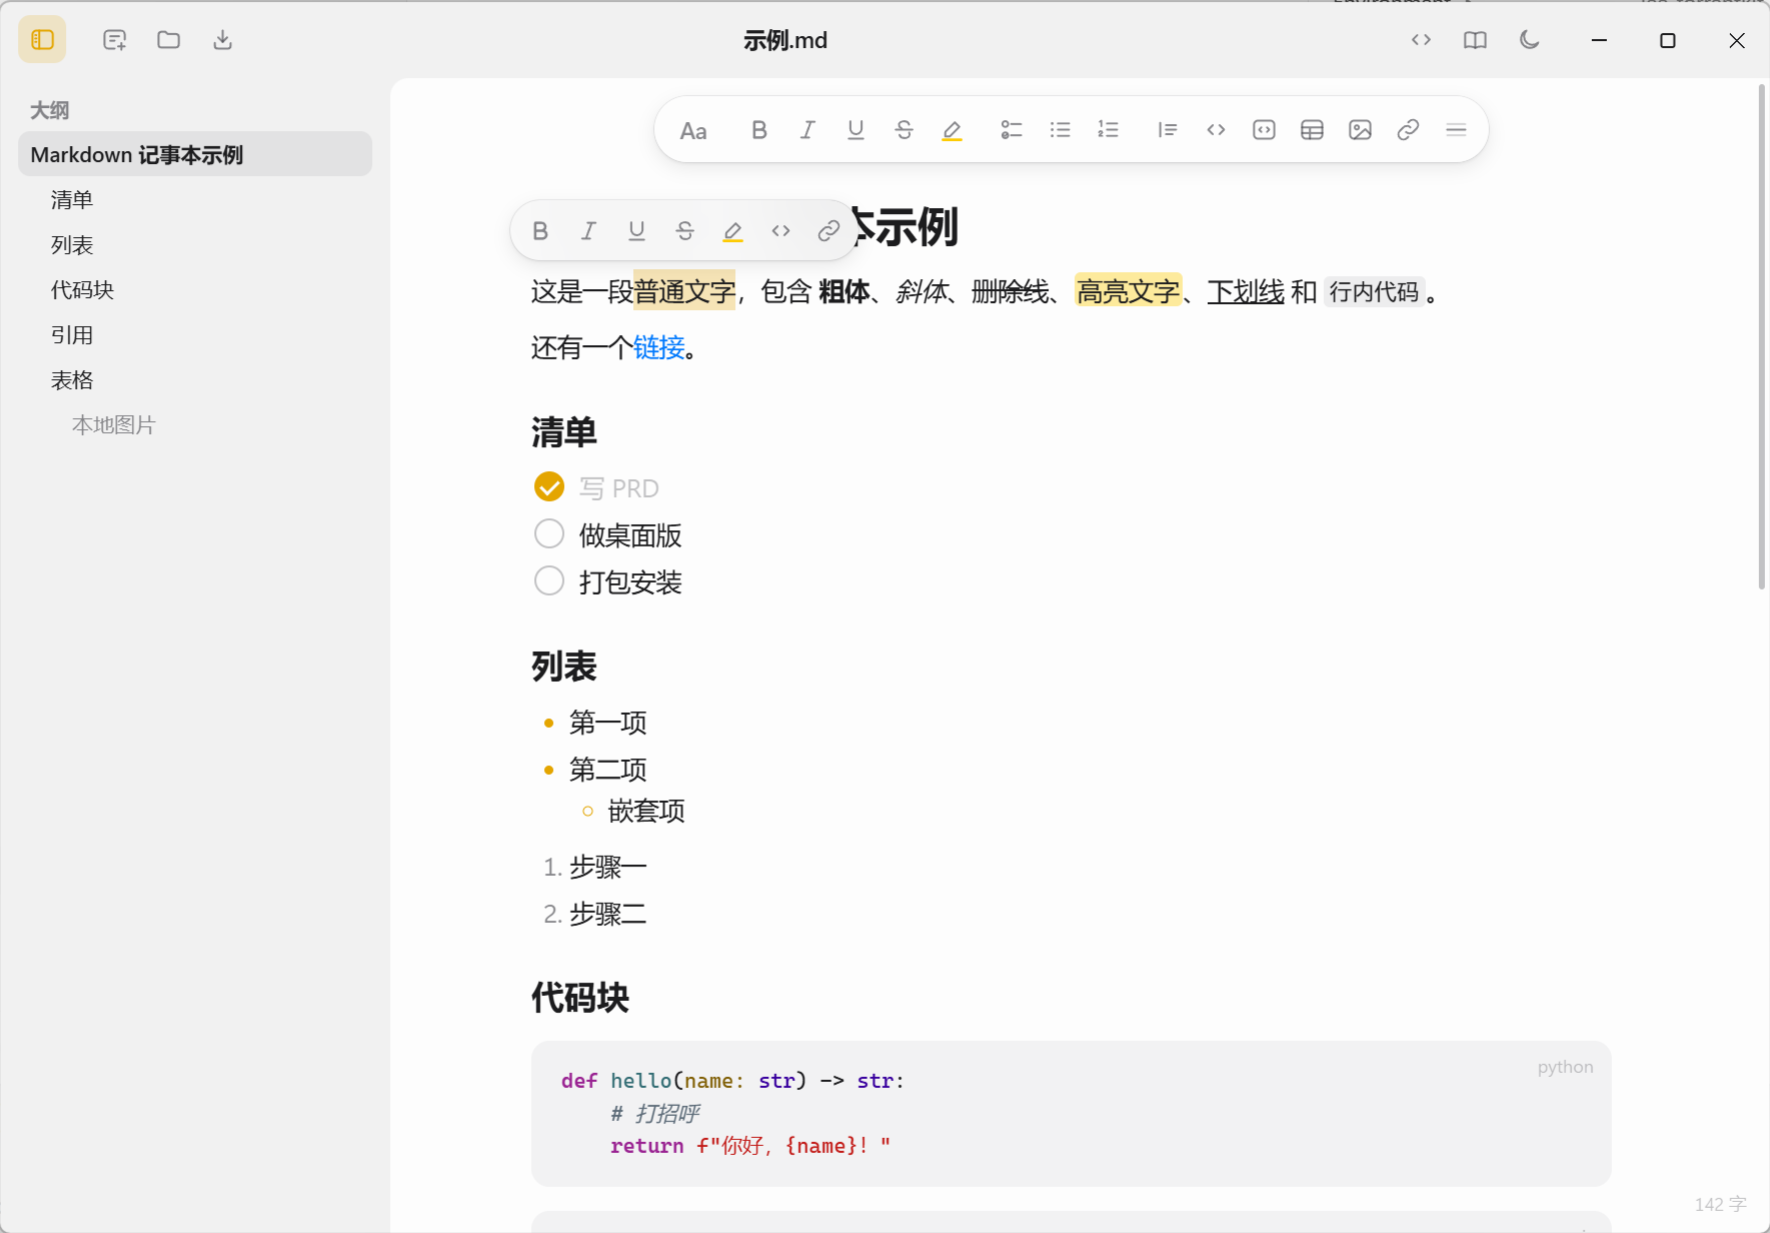 示例.md
大纲
Markdown 记事本示例
清单
列表
代码块
引用
表格
本地图片
Aa
本示例
这是一段普通文字，包含 粗体、斜体、删除线、高亮文字、下划线 和 行内代码。
还有一个链接。
清单
写 PRD
做桌面版
打包安装
列表
第一项
第二项
嵌套项
1. 步骤一
2. 步骤二
代码块
python
def hello(name: str) -> str:
# 打招呼
return f"你好，{name}！"
142 字